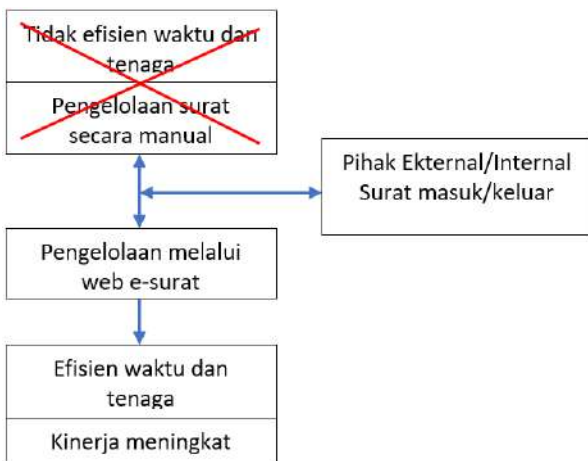 Tidak efisien waktu dan
tenaga
Pengelolaan surat
secara manual
Pihak Ekternal/Internal
Surat masuk/keluar
Pengelolaan melalui
web e-surat
Efisien waktu dan
tenaga
Kinerja meningkat